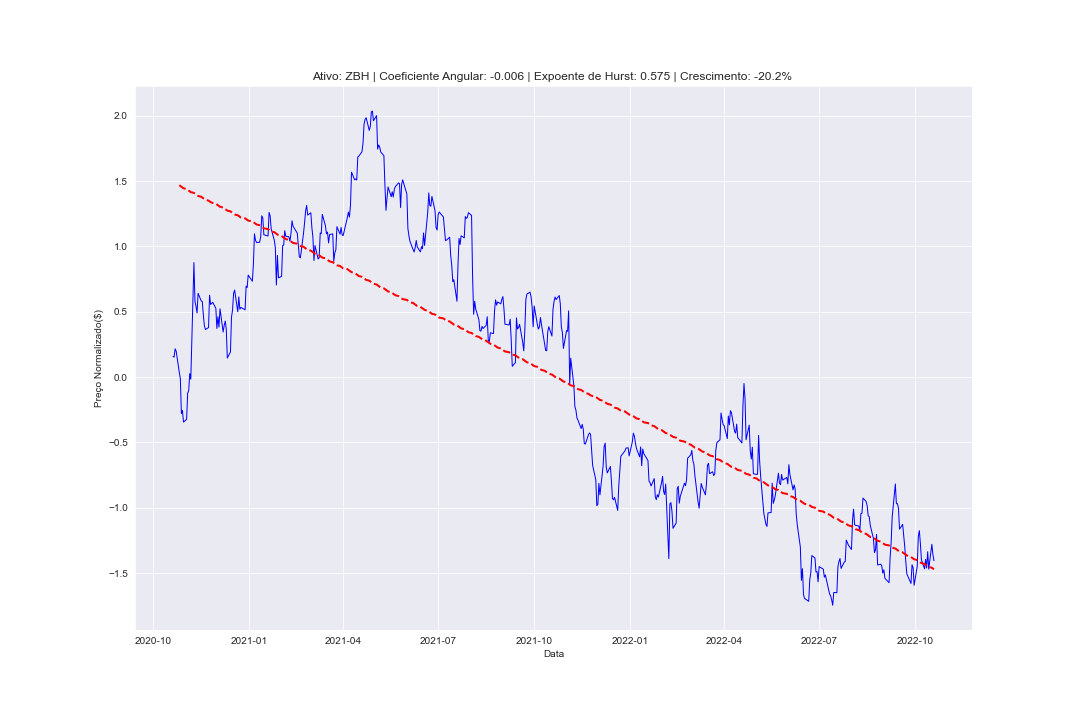 Ativo: ZBH | Coeficiente Angular: -0.006 | Expoente de Hurst: 0.575 | Crescimento: -20.2%
Preço Normalizado($)
2.0
1.5
1.0
0.5
0.0
−0.5
−1.0
−1.5
2020-10 2021-01 2021-04 2021-07 2021-10 2022-01 2022-04 2022-07 2022-10
Data